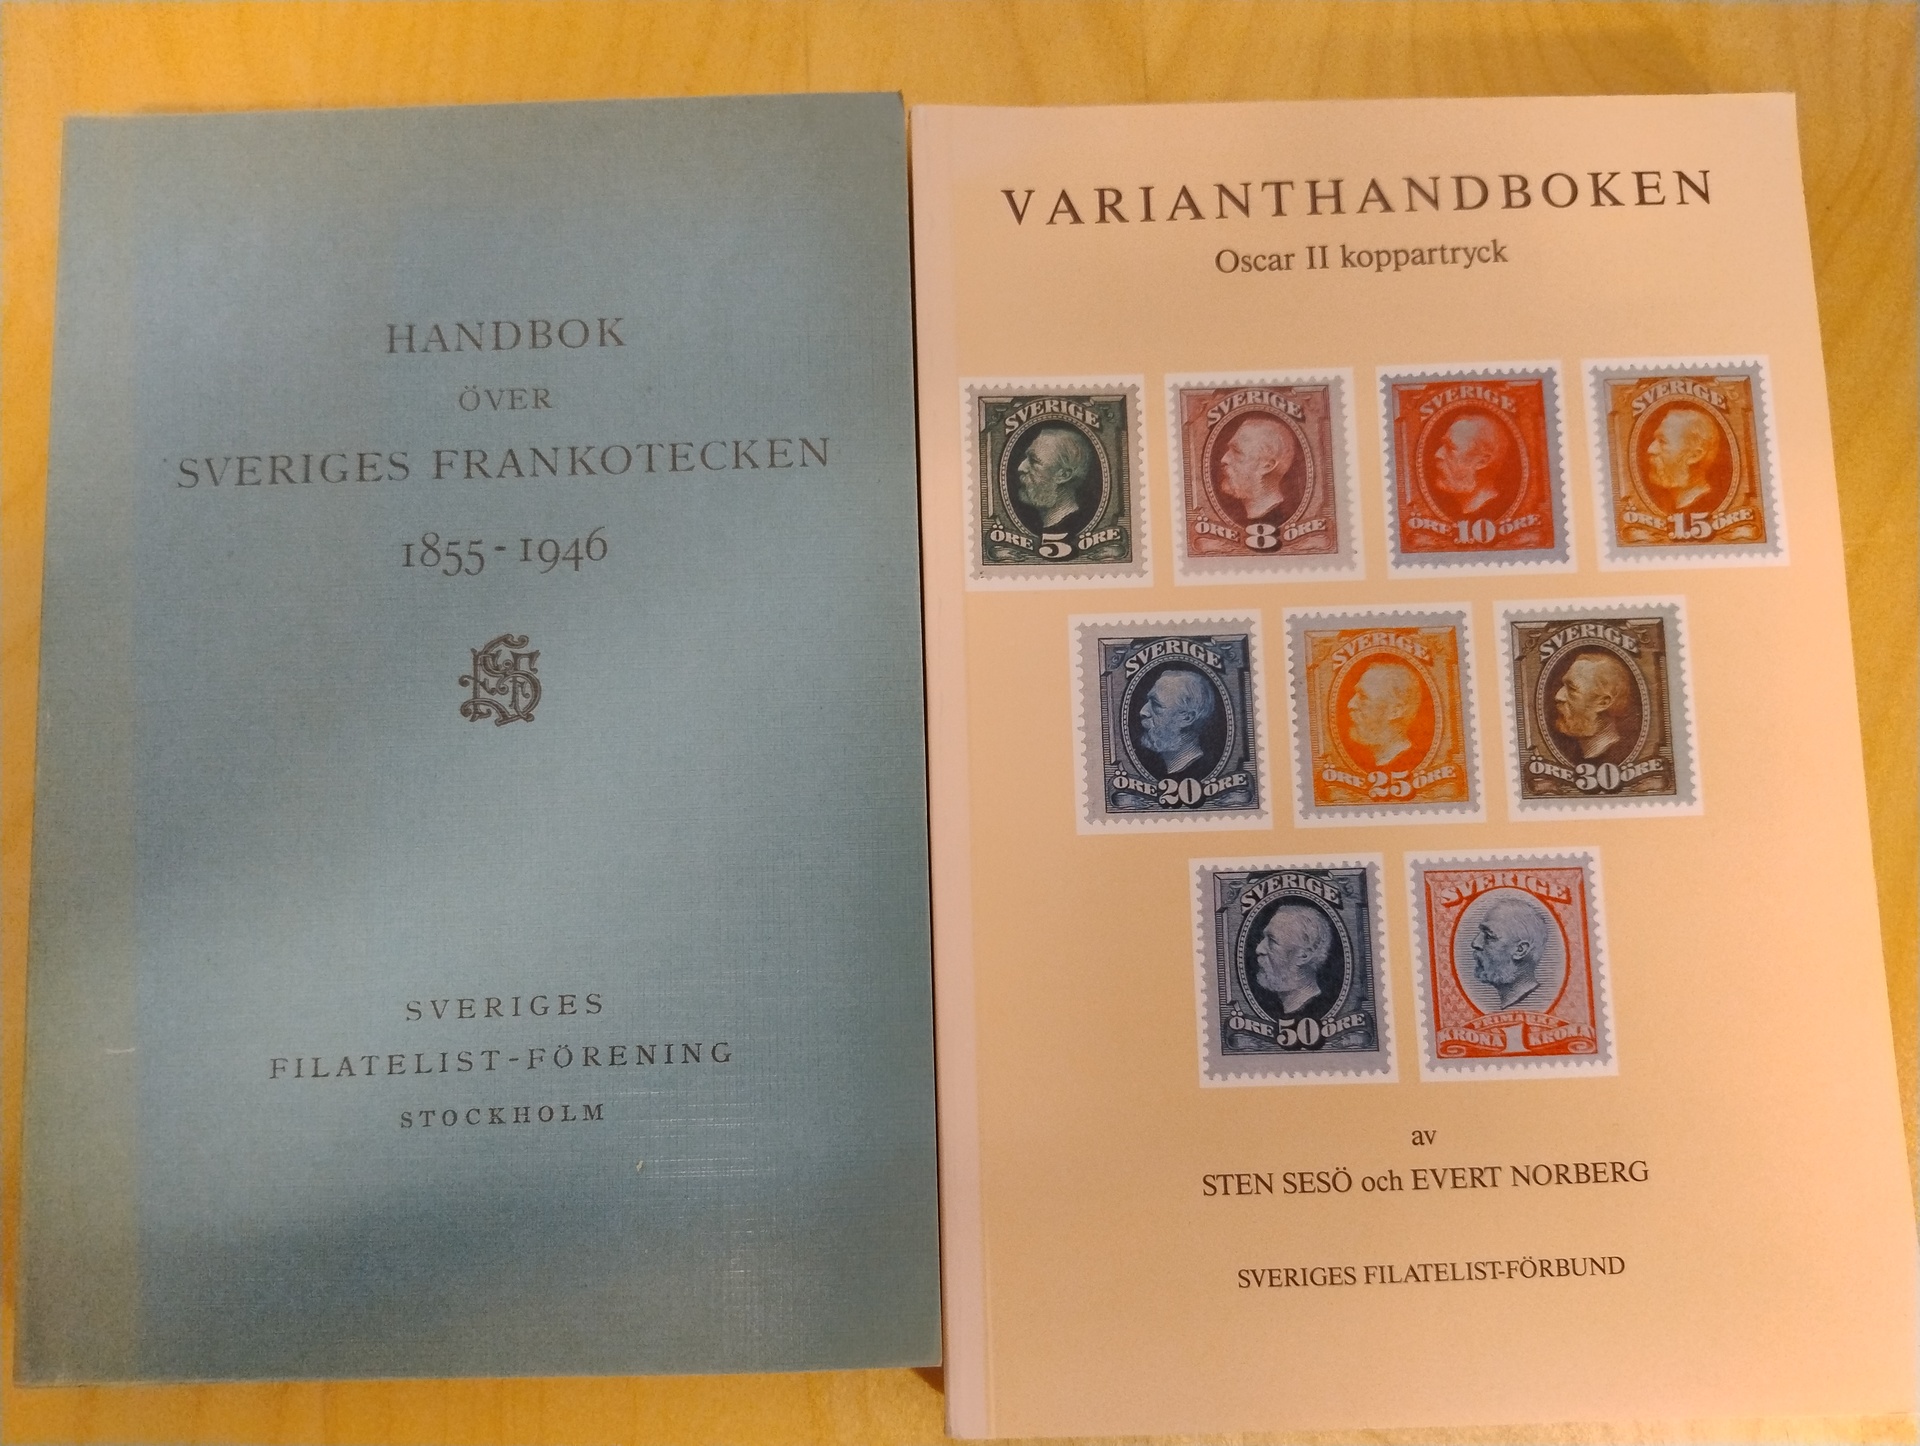 HANDBOK
ÖVER
SVERIGES FRANKOTECKEN
1855-1946
SFF
SVERIGES
FILATELIST-FÖRENING
STOCKHOLM
VARIANTHANDBOKEN
Oscar II koppartryck
SVERIGE
ÖRE 5 ÖRE
SVERIGE
ÖRE 8 ÖRE
SVERIGE
ÖRE 10 ÖRE
SVERIGE
ÖRE 15 ÖRE
SVERIGE
ÖRE 20 ÖRE
SVERIGE
ÖRE 25 ÖRE
SVERIGE
ÖRE 30 ÖRE
SVERIGE
ÖRE 50 ÖRE
SVERIGE
FRIMÄRKE
KRONA 1 KRONA
av
STEN SESÖ och EVERT NORBERG
SVERIGES FILATELIST-FÖRBUND